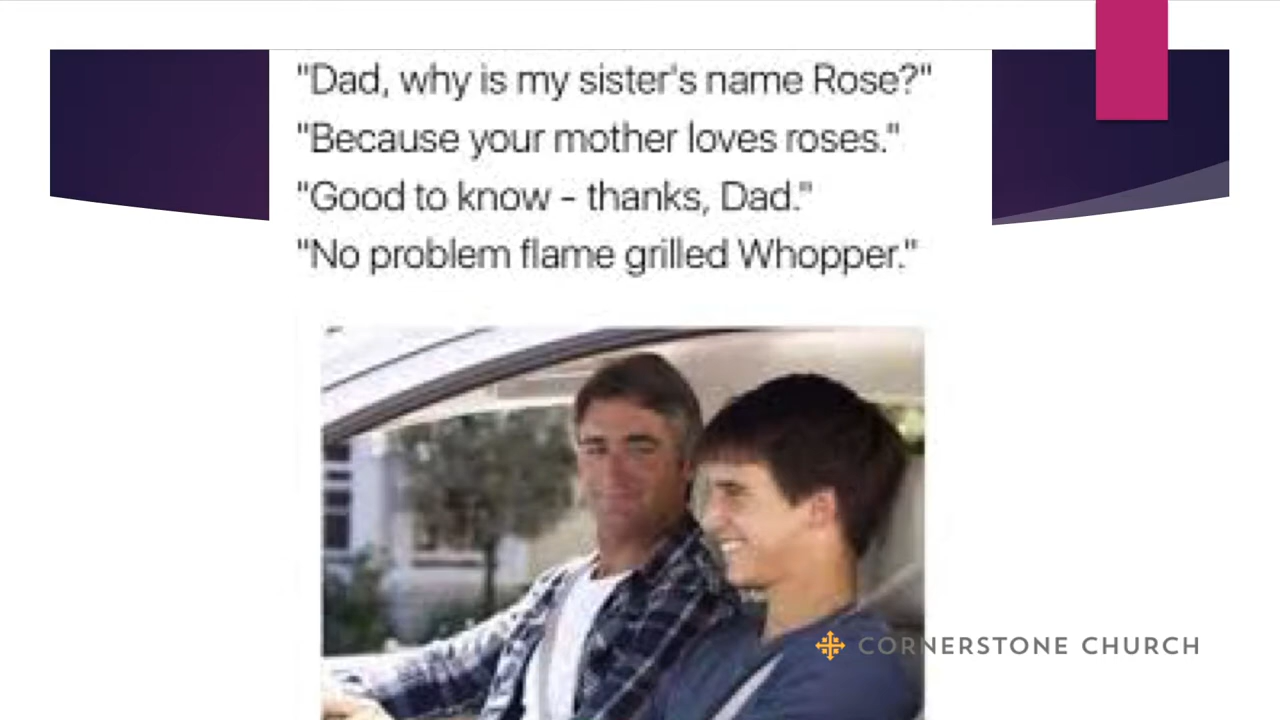 "Dad, why is my sister's name Rose?"
"Because your mother loves roses."
"Good to know – thanks, Dad."
"No problem flame grilled Whopper."
CORNERSTONE CHURCH